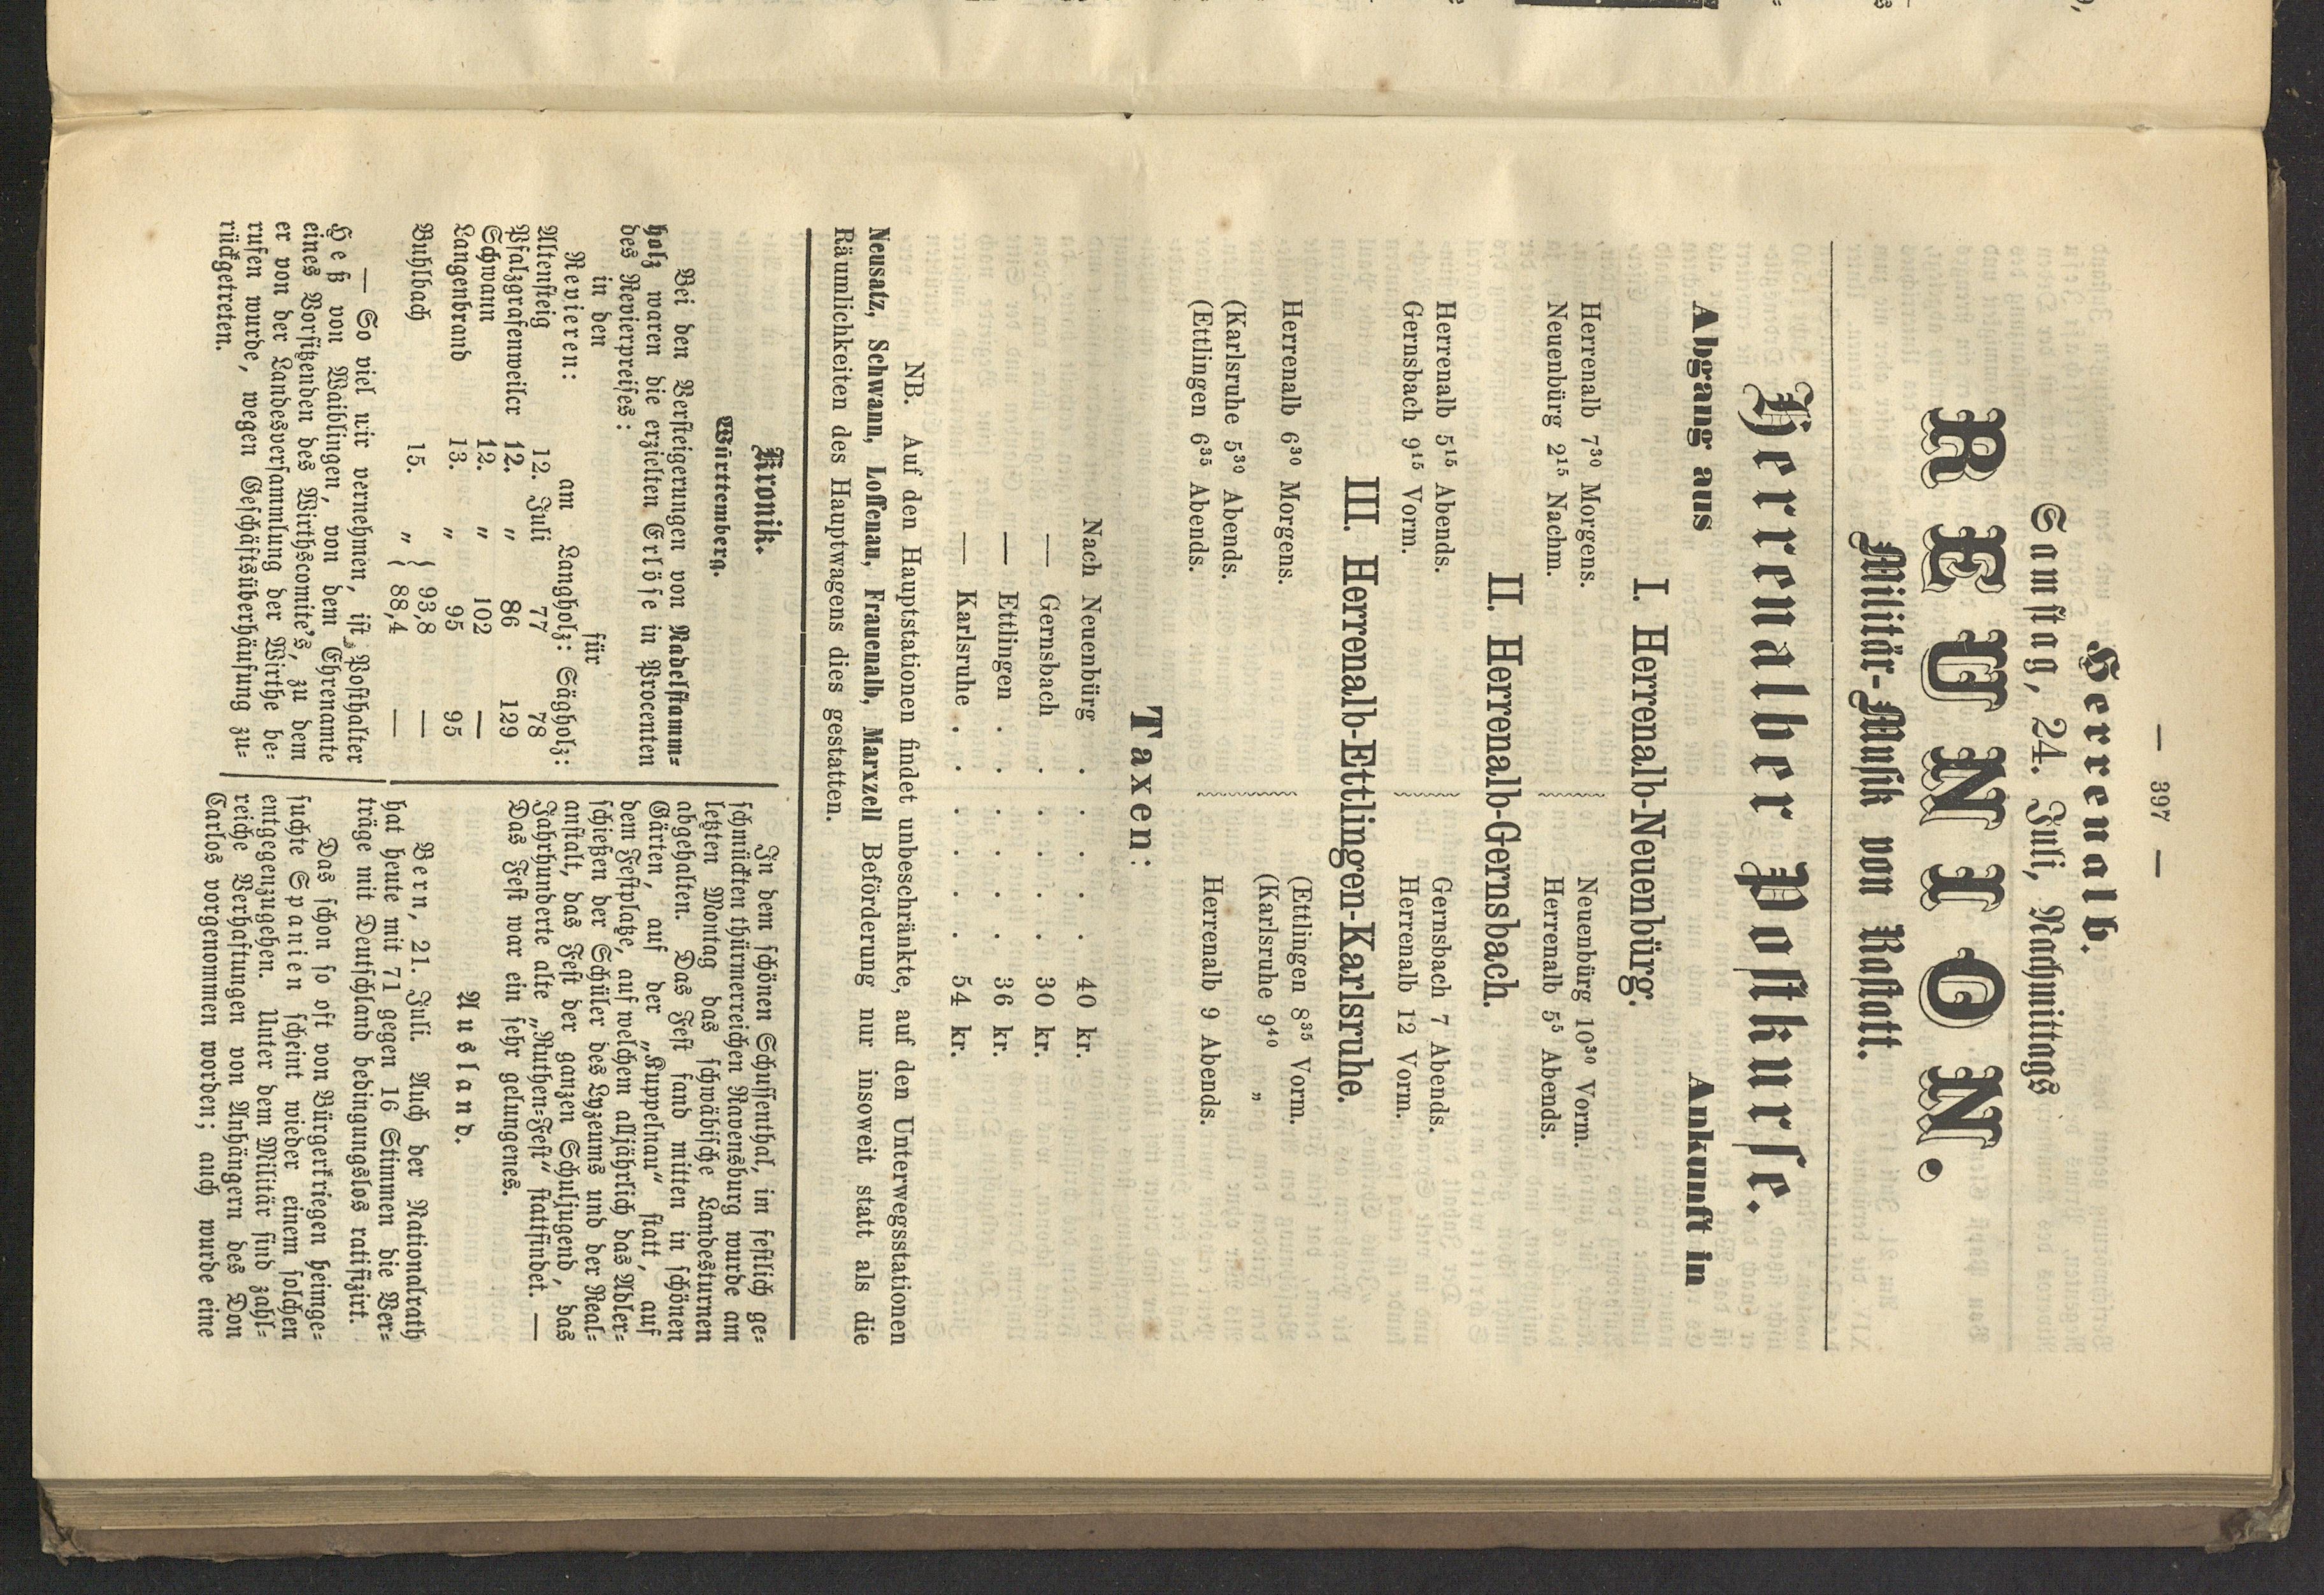 — 397 —
Herrenalb.
Samstag, 24. Juli, Nachmittags
REUNION.
Militär-Musik von Rastatt.
Herrenalber Postkurse.
Abgang aus Ankunft in
I. Herrenalb-Neuenbürg.
Herrenalb 7³⁰ Morgens. Neuenbürg 10³⁰ Vorm.
Neuenbürg 2¹⁵ Nachm. Herrenalb 5⁵ Abends.
II. Herrenalb-Gernsbach.
Herrenalb 5¹⁵ Abends. Gernsbach 7 Abends.
Gernsbach 9¹⁵ Vorm. Herrenalb 12 Vorm.
III. Herrenalb-Ettlingen-Karlsruhe.
Herrenalb 6³⁰ Morgens. (Ettlingen 8³⁵ Vorm.
(Karlsruhe 9⁴⁰ „
(Karlsruhe 5³⁰ Abends.
(Ettlingen 6³⁵ Abends. Herrenalb 9 Abends.
Taxen:
Nach Neuenbürg . . . . . 40 kr.
— Gernsbach . . . . . 30 kr.
— Ettlingen . . . . . . 36 kr.
— Karlsruhe . . . . . . 54 kr.
NB. Auf den Hauptstationen findet unbeschränkte, auf den Unterwegsstationen
Neusatz, Schwann, Loffenau, Frauenalb, Marxzell Beförderung nur insoweit statt als die
Räumlichkeiten des Hauptwagens dies gestatten.
Kronik.
Württemberg.
Bei den Versteigerungen von Nadelstamm-
holz waren die erzielten Erlöse in Procenten
des Revierpreises:
in den für
Revieren: am Langholz: Sägholz:
Altensteig 12. Juli 77 78
Pfalzgrafenweiler 12. „ 86 129
Schwann 12. „ 102 —
Langenbrand 13. „ 95 95
Buhlbach 15. „ { 93,8 —
{ 88,4 —
— So viel wir vernehmen, ist Posthalter
Heß von Waiblingen, von dem Ehrenamte
eines Vorsitzenden des Wirthscomite's, zu dem
er von der Landesversammlung der Wirthe be-
rufen wurde, wegen Geschäftsüberhäufung zu-
rückgetreten.
In dem schönen Schussenthal, im festlich ge-
schmückten thürmerreichen Ravensburg wurde am
letzten Montag das schwäbische Landesturnen
abgehalten. Das Fest fand mitten in schönen
Gärten, auf der „Kuppelnau“ statt, auf
dem Festplatze, auf welchem alljährlich das Adler-
schießen der Schüler des Lyzeums und der Real-
anstalt, das Fest der ganzen Schuljugend, das
Jahrhunderte alte „Ruthen-Fest“ stattfindet. —
Das Fest war ein sehr gelungenes.
Ausland.
Bern, 21. Juli. Auch der Nationalrath
hat heute mit 71 gegen 16 Stimmen die Ver-
träge mit Deutschland bedingungslos ratifizirt.
Das schon so oft von Bürgerkriegen heimge-
suchte Spanien scheint wieder einem solchen
entgegenzugehen. Unter dem Militär sind zahl-
reiche Verhaftungen von Anhängern des Don
Carlos vorgenommen worden; auch wurde eine